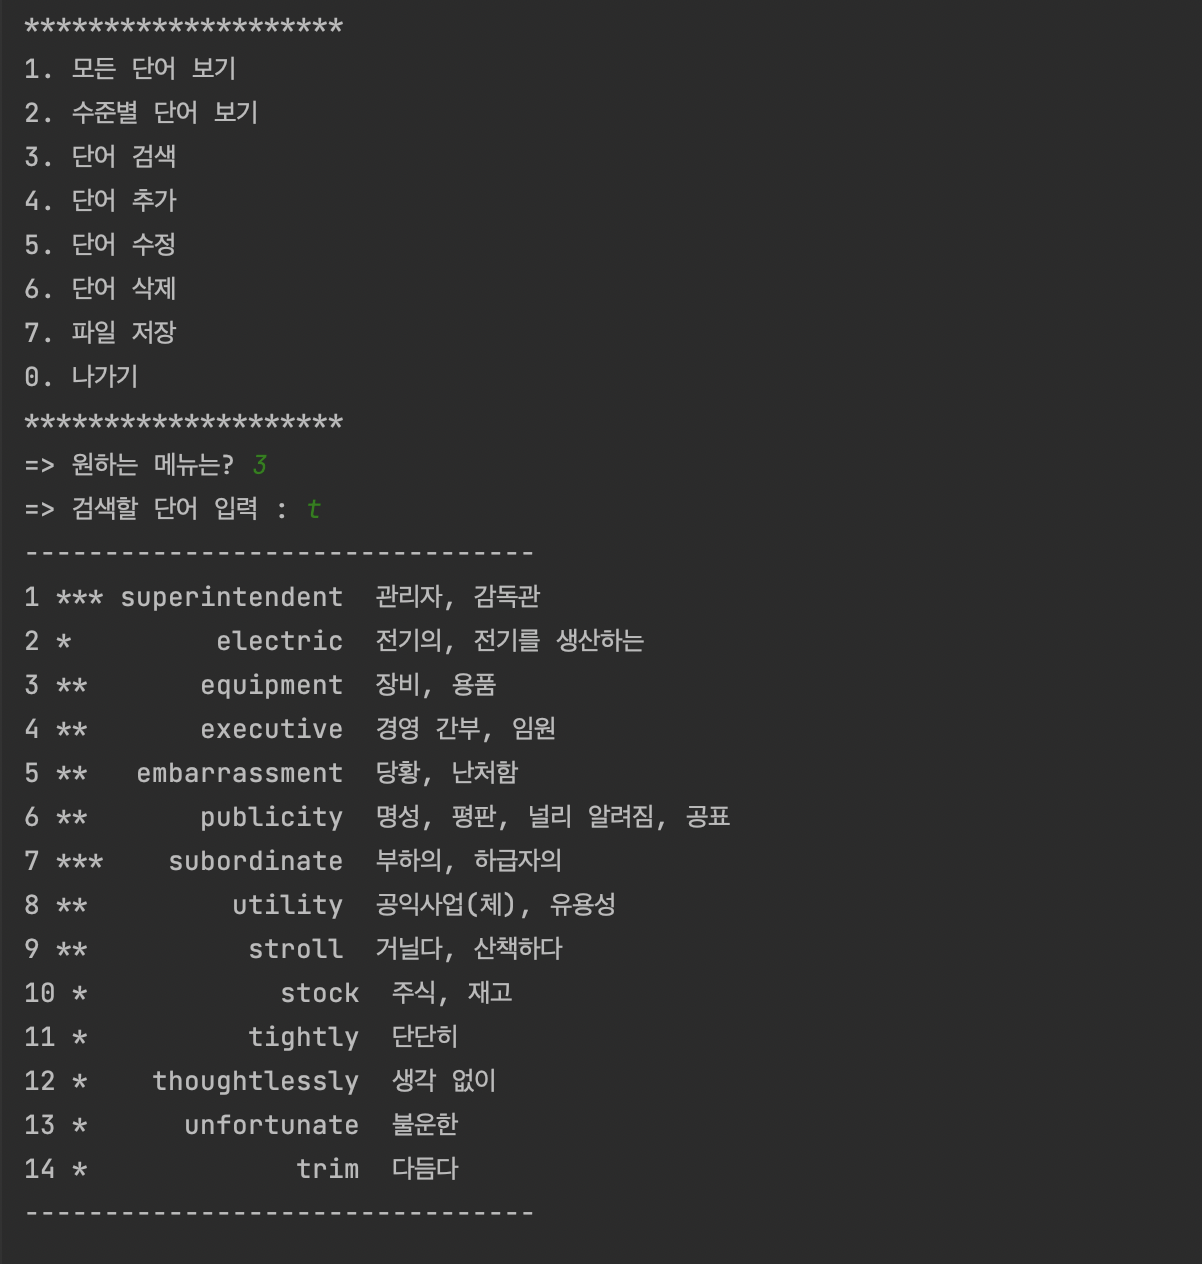 ********************
1. 모든 단어 보기
2. 수준별 단어 보기
3. 단어 검색
4. 단어 추가
5. 단어 수정
6. 단어 삭제
7. 파일 저장
0. 나가기
********************
=> 원하는 메뉴는? 3
=> 검색할 단어 입력 : t
--------------------------------
1 *** superintendent  관리자, 감독관
2 *         electric  전기의, 전기를 생산하는
3 **       equipment  장비, 용품
4 **       executive  경영 간부, 임원
5 **   embarrassment  당황, 난처함
6 **       publicity  명성, 평판, 널리 알려짐, 공표
7 ***    subordinate  부하의, 하급자의
8 **         utility  공익사업(체), 유용성
9 **          stroll  거닐다, 산책하다
10 *            stock  주식, 재고
11 *          tightly  단단히
12 *    thoughtlessly  생각 없이
13 *      unfortunate  불운한
14 *             trim  다듬다
--------------------------------